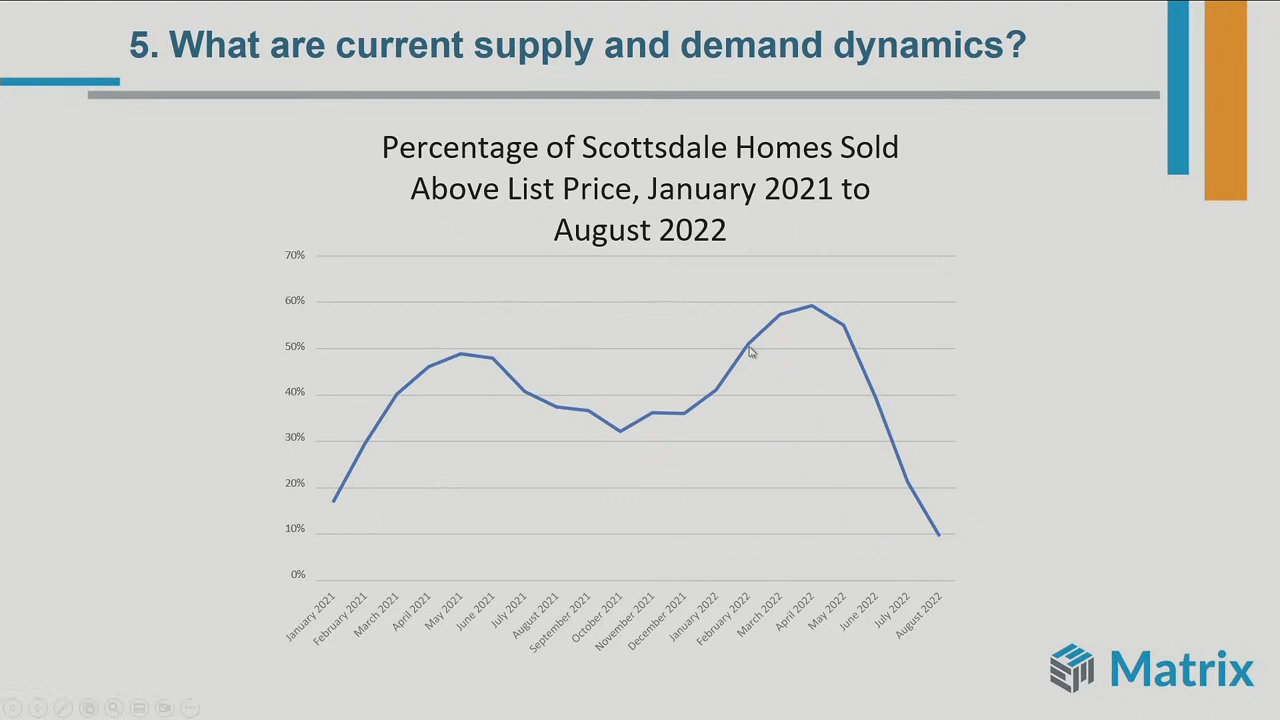 5. What are current supply and demand dynamics?
Percentage of Scottsdale Homes Sold
Above List Price, January 2021 to
August 2022
70%
60%
50%
40%
30%
20%
10%
0%
January 2021
February 2021
March 2021
April 2021
May 2021
June 2021
July 2021
August 2021
September 2021
October 2021
November 2021
December 2021
January 2022
February 2022
March 2022
April 2022
May 2022
June 2022
July 2022
August 2022
Matrix